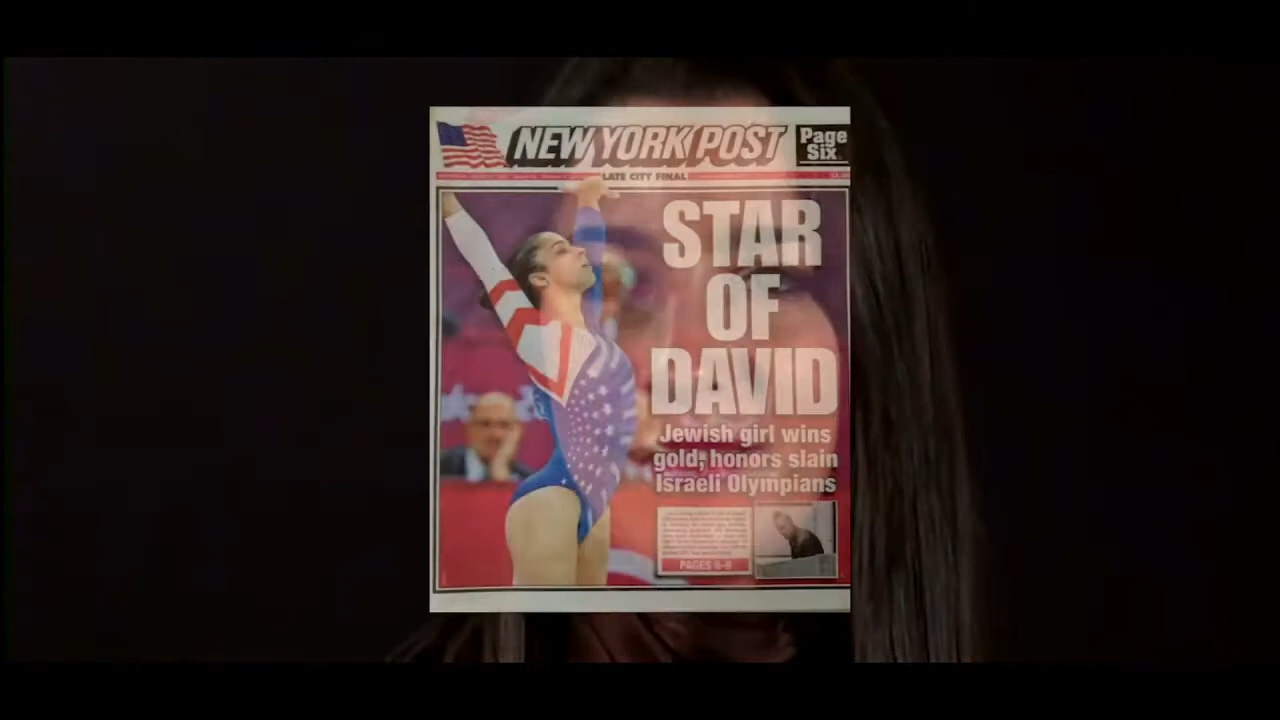 NEW YORK POST
Page
Six
LATE CITY FINAL
STAR
OF
DAVID
Jewish girl wins
gold; honors slain
Israeli Olympians
PAGES 6-9